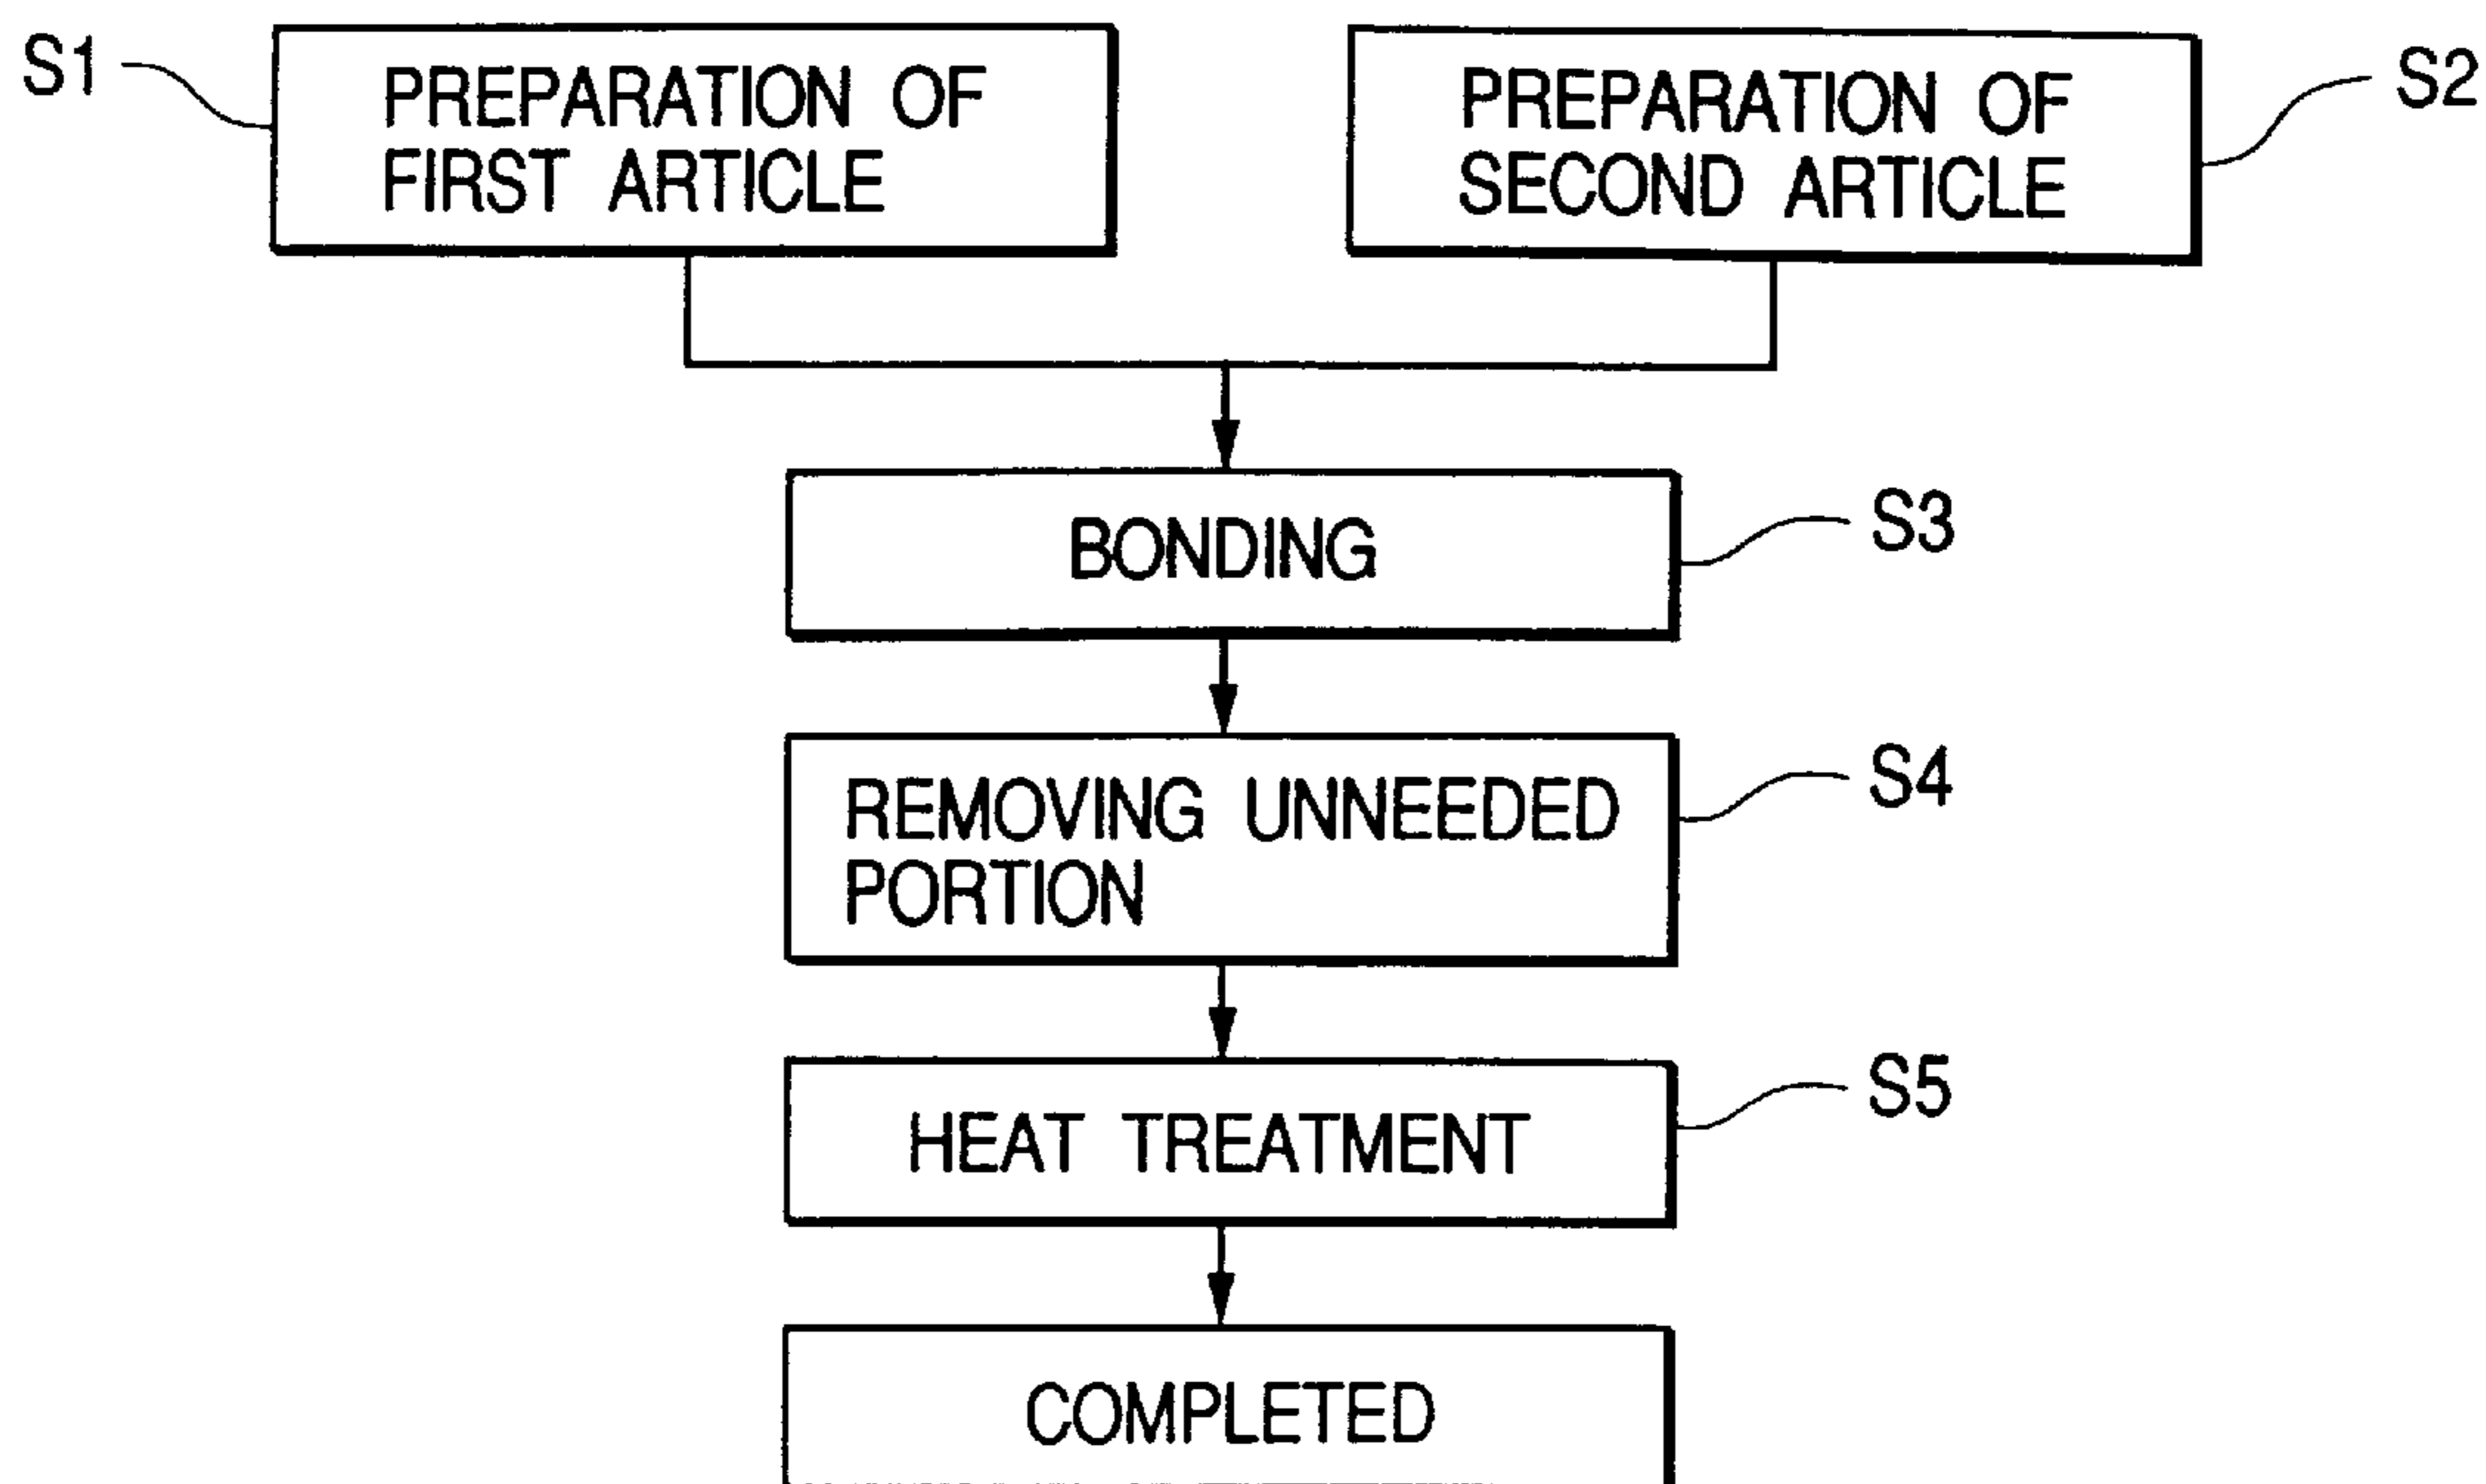 S1
PREPARATION OF
FIRST ARTICLE
PREPARATION OF
SECOND ARTICLE
S2
BONDING
S3
REMOVING UNNEEDED
PORTION
S4
HEAT TREATMENT
S5
COMPLETED